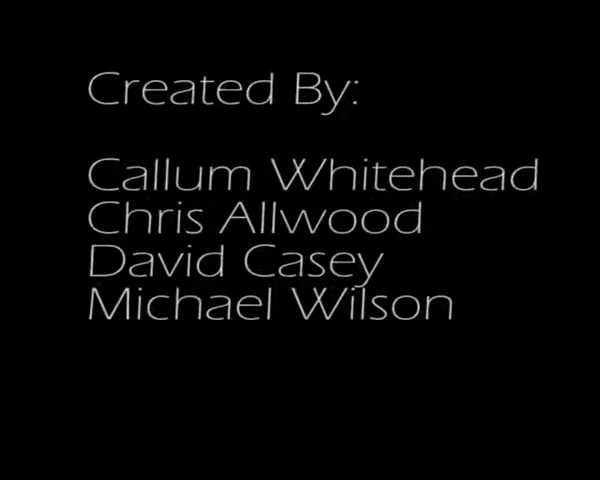 Created By:
Callum Whitehead
Chris Allwood
David Casey
Michael Wilson